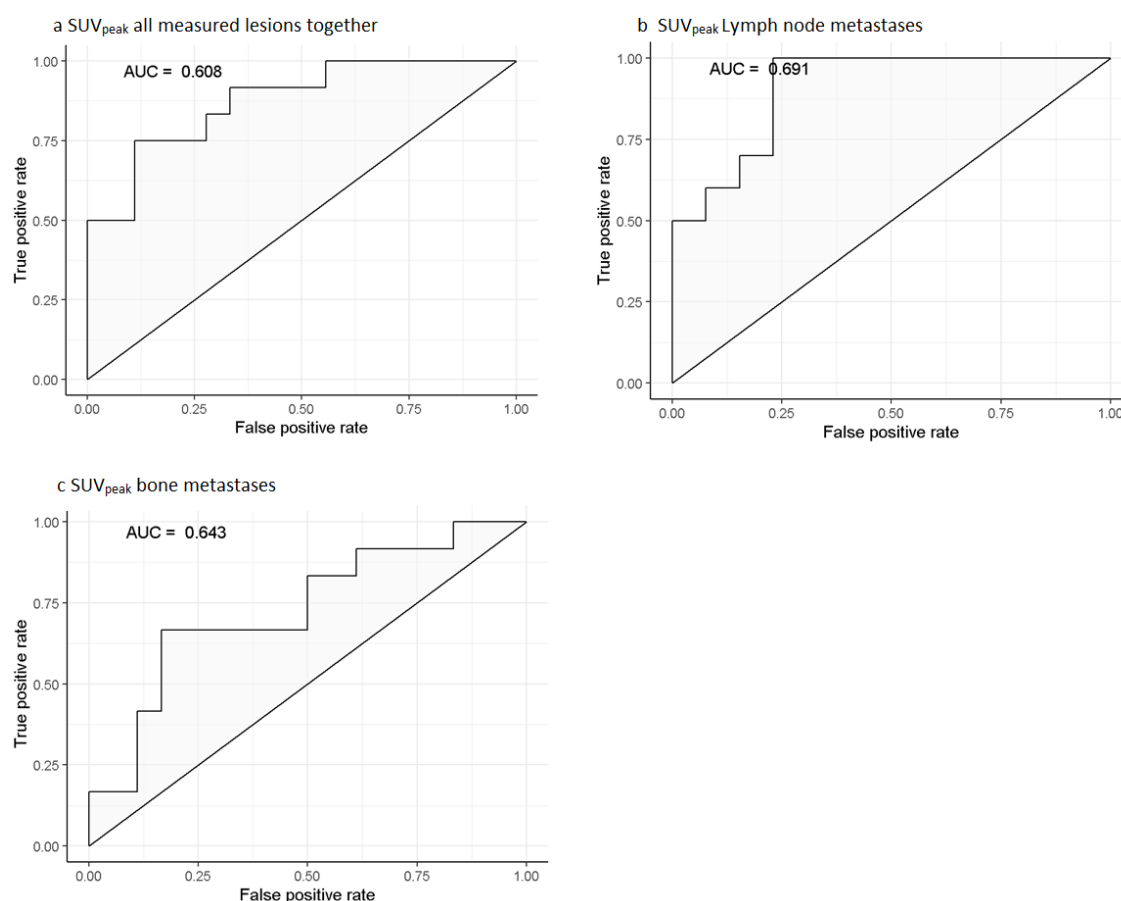 a SUVpeak all measured lesions together
AUC = 0.608
1.00
0.75
0.50
0.25
0.00
True positive rate
0.00 0.25 0.50 0.75 1.00
False positive rate
b SUVpeak Lymph node metastases
AUC = 0.691
1.00
0.75
0.50
0.25
0.00
True positive rate
0.00 0.25 0.50 0.75 1.00
False positive rate
c SUVpeak bone metastases
AUC = 0.643
1.00
0.75
0.50
0.25
0.00
True positive rate
0.00 0.25 0.50 0.75 1.00
False positive rate